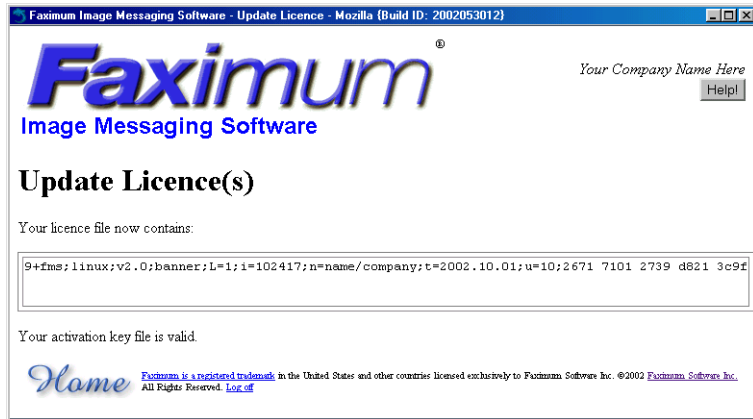 Faximum Image Messaging Software - Update Licence - Mozilla {Build ID: 2002053012}
Faximum®
Image Messaging Software
Your Company Name Here
Help!
Update Licence(s)
Your licence file now contains:
9+fms;linux;v2.0;banner;L=1;i=102417;n=name/company;t=2002.10.01;u=10;2671 7101 2739 d821 3c9f
Your activation key file is valid.
Home
Faximum is a registered trademark in the United States and other countries licensed exclusively to Faximum Software Inc. ©2002 Faximum Software Inc.
All Rights Reserved. Log off